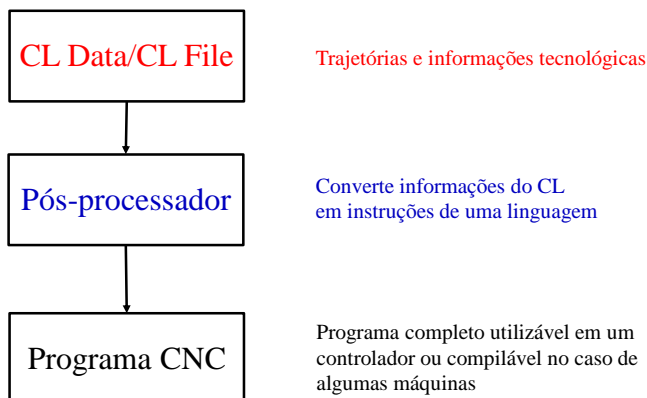 CL Data/CL File
Trajetórias e informações tecnológicas
Pós-processador
Converte informações do CL
em instruções de uma linguagem
Programa CNC
Programa completo utilizável em um
controlador ou compilável no caso de
algumas máquinas